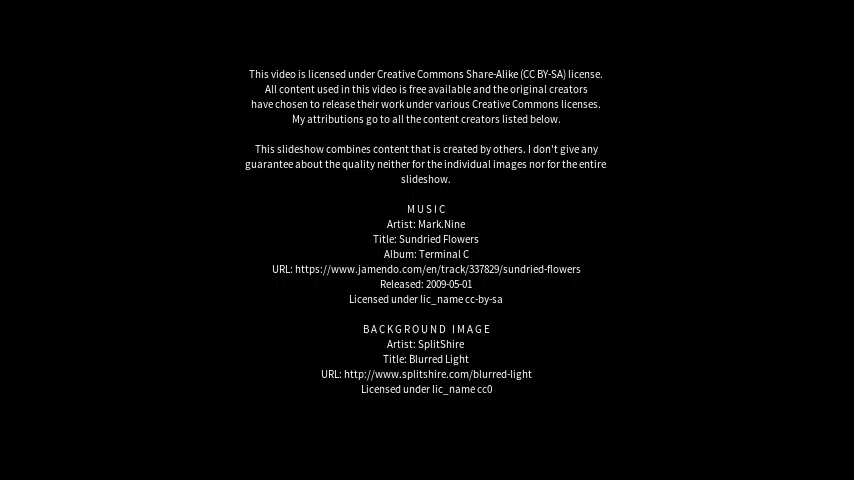 This video is licensed under Creative Commons Share-Alike (CC BY-SA) license.
All content used in this video is free available and the original creators
have chosen to release their work under various Creative Commons licenses.
My attributions go to all the content creators listed below.
This slideshow combines content that is created by others. I don't give any
guarantee about the quality neither for the individual images nor for the entire
slideshow.
MUSIC
Artist: Mark.Nine
Title: Sundried Flowers
Album: Terminal C
URL: https://www.jamendo.com/en/track/337829/sundried-flowers
Released: 2009-05-01
Licensed under lic_name cc-by-sa
BACKGROUND IMAGE
Artist: SplitShire
Title: Blurred Light
URL: http://www.splitshire.com/blurred-light
Licensed under lic_name cc0